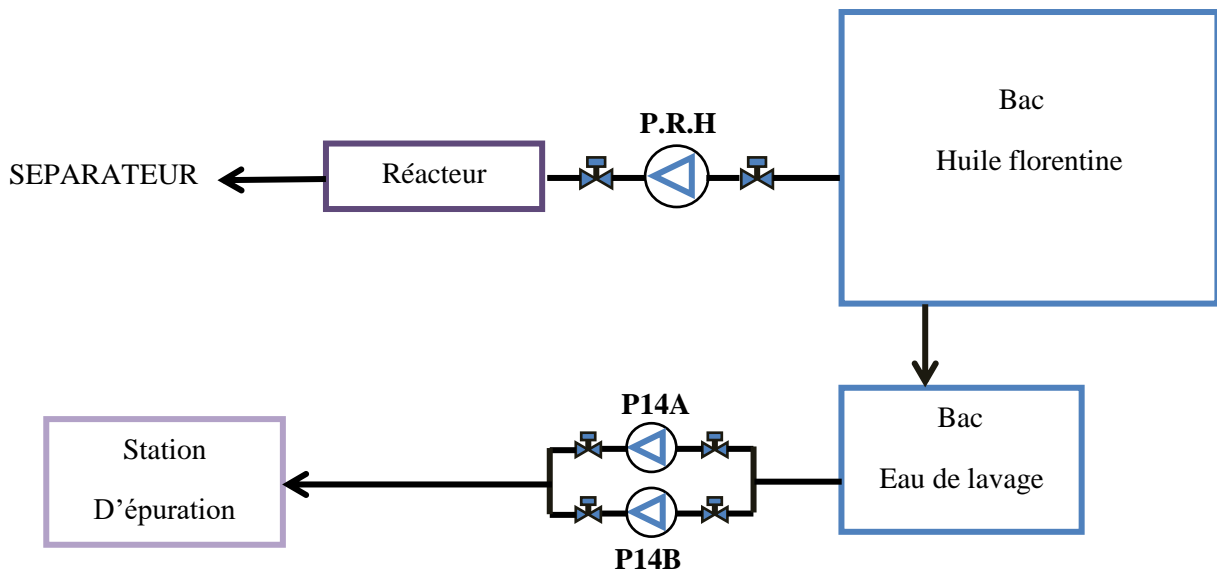 Bac
Huile florentine
P.R.H
Réacteur
SEPARATEUR
P14A
Bac
Eau de lavage
Station
D’épuration
P14B